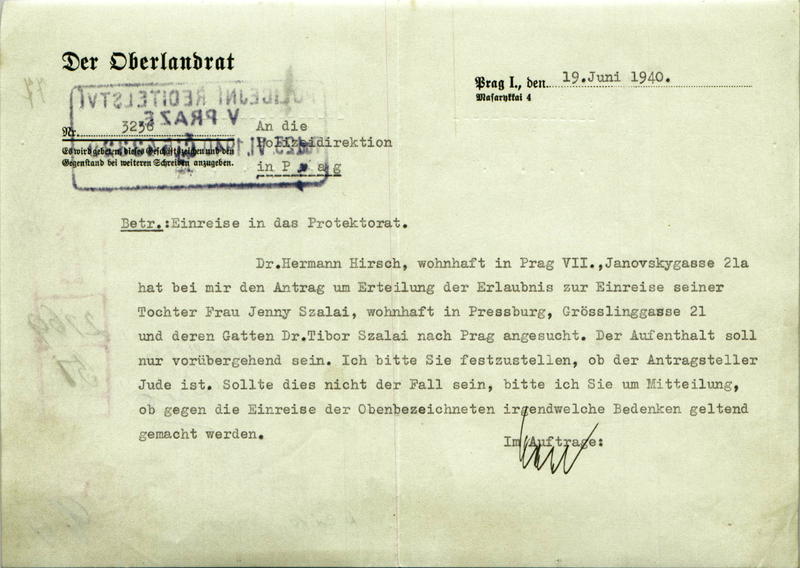 Der Oberlandrat
Prag I., den 19.Juni 1940.
Masarykkai 4
POLICEJNÍ ŘEDITELSTVÍ
V PRAZE
Nr. 3236
Es wird gebeten, dieses Geschäftszeichen und den
Gegenstand bei weiteren Schreiben anzugeben.
An die
Polizeidirektion
in Prag
Betr.:Einreise in das Protektorat.
Dr.Hermann Hirsch, wohnhaft in Prag VII.,Janovskygasse 21a
hat bei mir den Antrag um Erteilung der Erlaubnis zur Einreise seiner
Tochter Frau Jenny Szalai, wohnhaft in Pressburg, Grösslinggasse 21
und deren Gatten Dr.Tibor Szalai nach Prag angesucht. Der Aufenthalt soll
nur vorübergehend sein. Ich bitte Sie festzustellen, ob der Antragsteller
Jude ist. Sollte dies nicht der Fall sein, bitte ich Sie um Mitteilung,
ob gegen die Einreise der Obenbezeichneten irgendwelche Bedenken geltend
gemacht werden.
Im Auftrage: